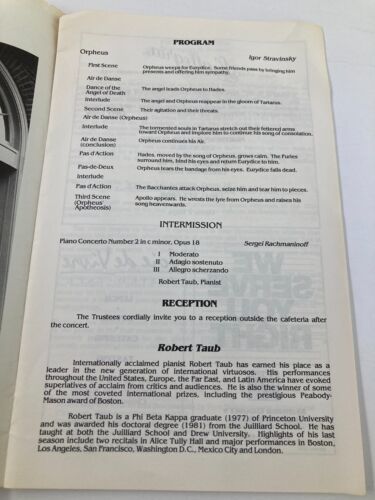 PROGRAM
Orpheus
Igor Stravinsky
First Scene
Orpheus weeps for Eurydice. Some friends pass by bringing him
presents and offering him sympathy.
Air de Danse
Dance of the
Angel of Death
The angel leads Orpheus to Hades.
Interlude
The angel and Orpheus reappear in the gloom of Tartarus.
Second Scene
Their agitation and their threats.
Air de Danse (Orpheus)
Interlude
The tormented souls in Tartarus stretch out their fettered arms
toward Orpheus and implore him to continue his song of consolation.
Air de Danse
(conclusion)
Orpheus continues his Air.
Pas d'Action
Hades, moved by the song of Orpheus, grows calm. The Furies
surround him, bind his eyes and return Eurydice to him.
Pas-de-Deux
Orpheus tears the bandage from his eyes. Eurydice falls dead.
Interlude
Pas d'Action
The Bacchantes attack Orpheus, seize him and tear him to pieces.
Third Scene
(Orpheus
Apotheosis)
Apollo appears. He wrests the lyre from Orpheus and raises his
song heavenwards.
INTERMISSION
Piano Concerto Number 2 in c minor, Opus 18
Sergei Rachmaninoff
I Moderato
II Adagio sostenuto
III Allegro scherzando
Robert Taub, Pianist
RECEPTION
The Trustees cordially invite you to a reception outside the cafeteria after
the concert.
Robert Taub
Internationally acclaimed pianist Robert Taub has earned his place as a
leader in the new generation of international virtuosos. His performances
throughout the United States, Europe, the Far East, and Latin America have evoked
superlatives of acclaim from critics and audiences. He is also the winner of some
of the most coveted international prizes, including the prestigious Peabody-
Mason award of Boston.
Robert Taub is a Phi Beta Kappa graduate (1977) of Princeton University
and was awarded his doctoral degree (1981) from the Juilliard School. He has
taught at both the Juilliard School and Drew University. Highlights of his last
season include two recitals in Alice Tully Hall and major performances in Boston,
Los Angeles, San Francisco, Washington D.C., Mexico City and London.